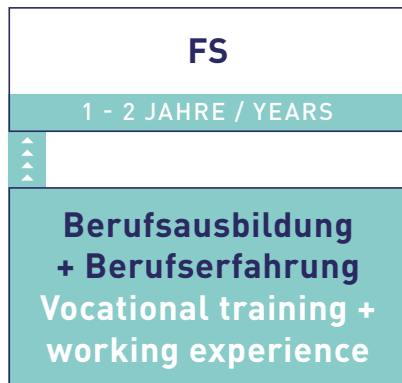 FS
1 - 2 JAHRE / YEARS
Berufsausbildung
+ Berufserfahrung
Vocational training +
working experience